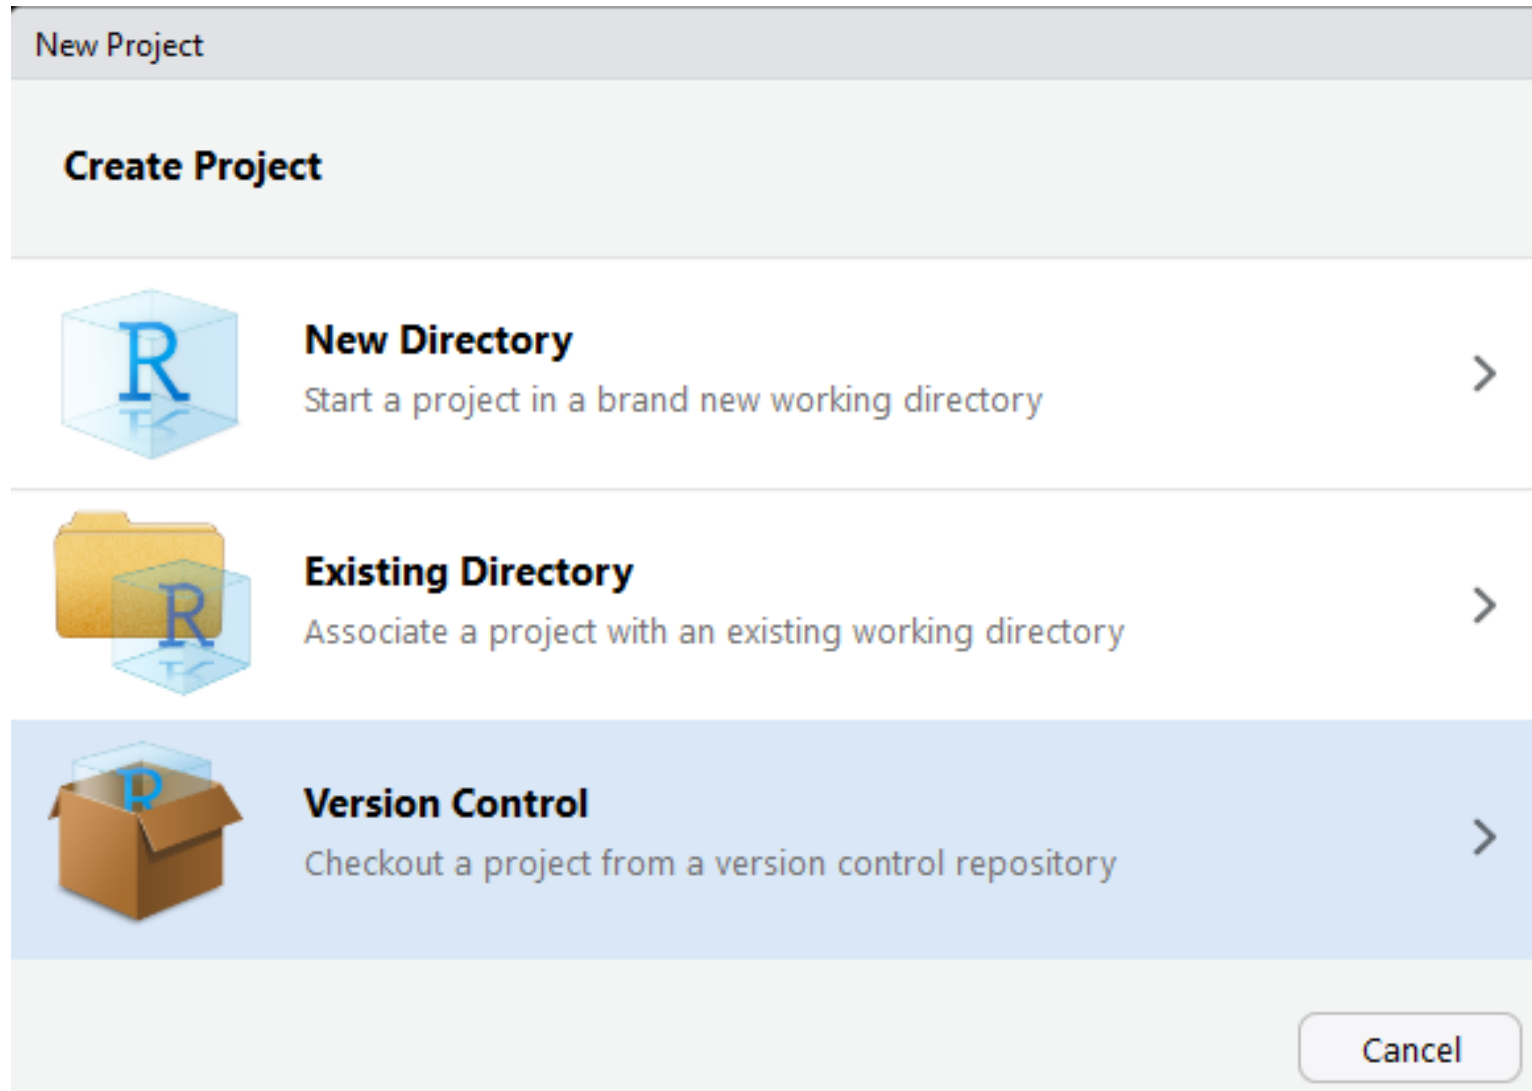 New Project
Create Project
R
New Directory
Start a project in a brand new working directory
R
Existing Directory
Associate a project with an existing working directory
R
Version Control
Checkout a project from a version control repository
Cancel